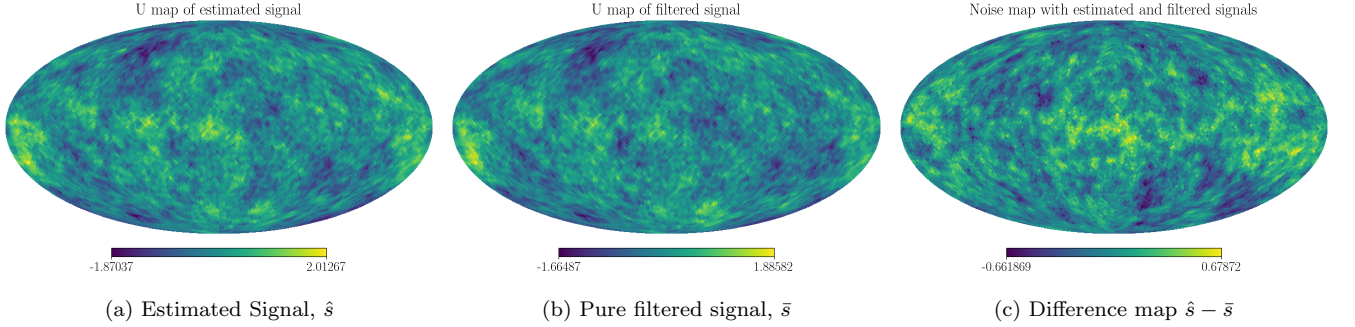 U map of estimated signal
-1.87037 2.01267
(a) Estimated Signal, ŝ
U map of filtered signal
-1.66487 1.88582
(b) Pure filtered signal, s̄
Noise map with estimated and filtered signals
-0.661869 0.67872
(c) Difference map ŝ − s̄